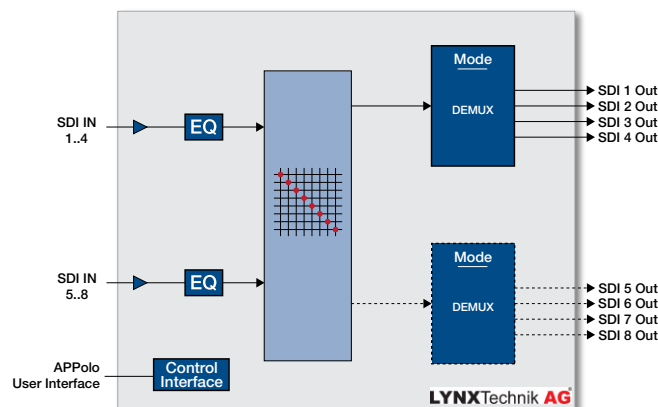 SDI IN
1..4
EQ
Mode
DEMUX
SDI 1 Out
SDI 2 Out
SDI 3 Out
SDI 4 Out
SDI IN
5..8
EQ
Mode
DEMUX
SDI 5 Out
SDI 6 Out
SDI 7 Out
SDI 8 Out
APPolo
User Interface
Control
Interface
LYNXTechnik AG